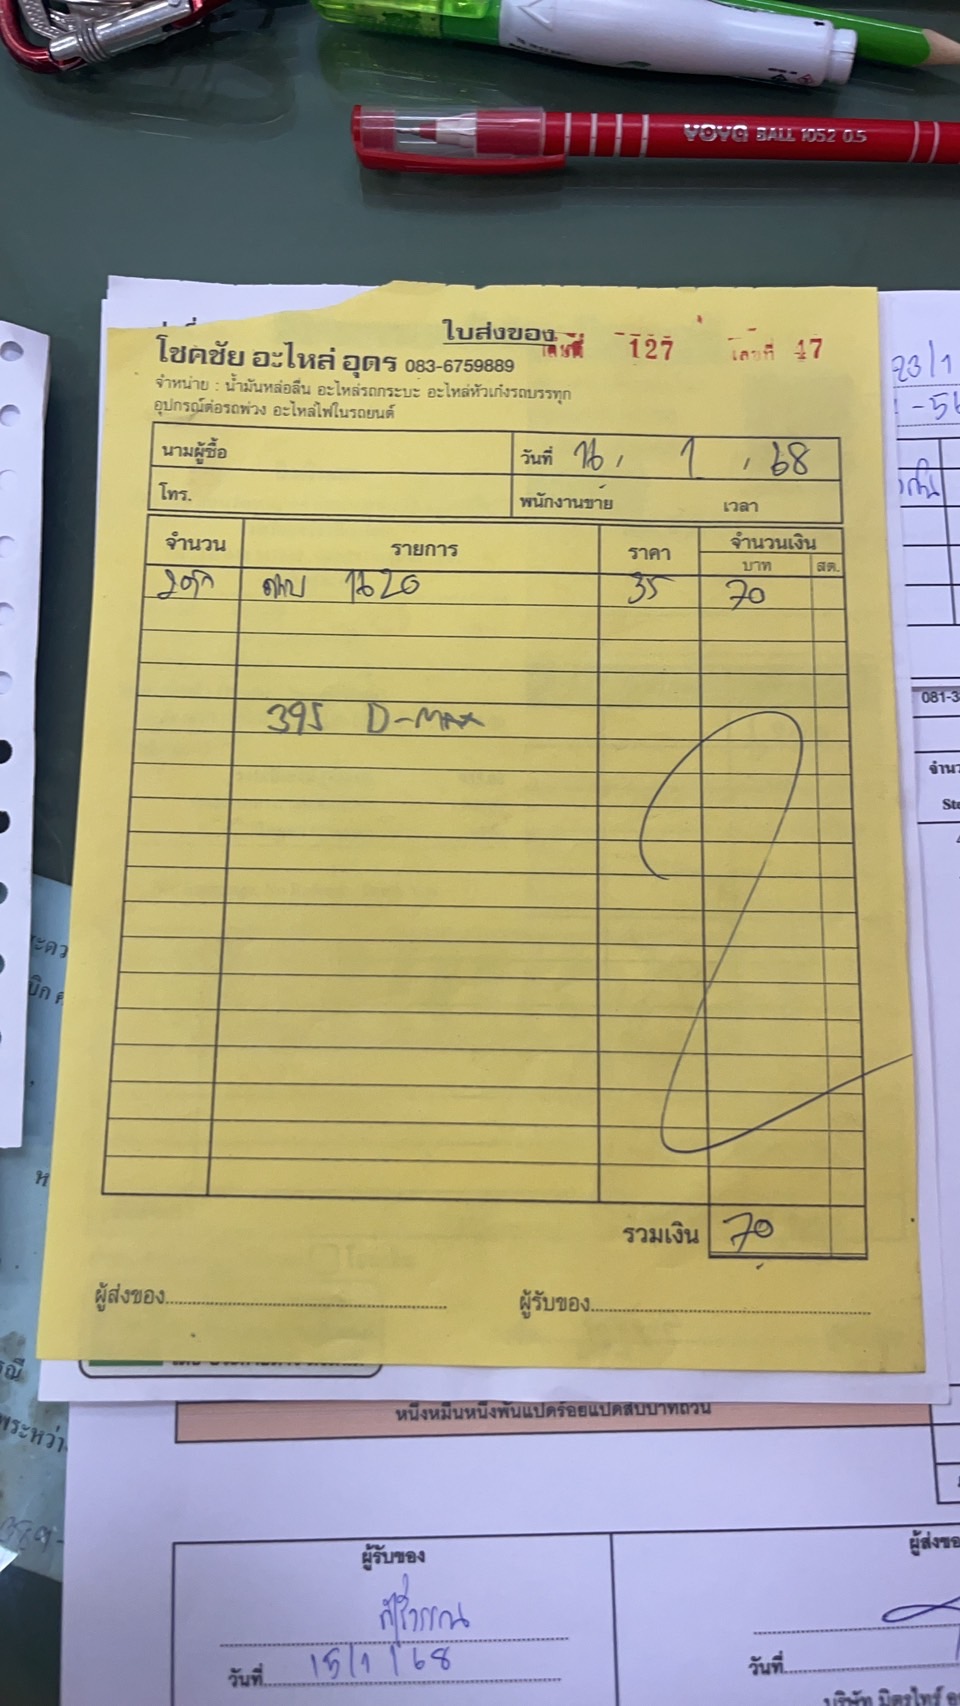 YOYA BALL 1052 0.5
ใบส่งของ
โชคชัย อะไหล่ อุดร 083-6759889
เล่มที่ 127 เลขที่ 47
จำหน่าย : น้ำมันหล่อลื่น อะไหล่รถกระบะ อะไหล่หัวเก๋งรถบรรทุก
อุปกรณ์ต่อรถพ่วง อะไหล่ไฟในรถยนต์
นามผู้ซื้อ
วันที่ 16, 1, 68
โทร.
พนักงานขาย เวลา
จำนวน รายการ ราคา จำนวนเงิน
บาท สต.
1620 35 70
395 D-MAX
รวมเงิน 70
ผู้ส่งของ
ผู้รับของ
23/1
081-3
หนึ่งหมื่นหนึ่งพันแปดร้อยแปดสิบบาทถ้วน
ผู้รับของ
วันที่ 15/1/68
ผู้ส่งขอ
วันที่